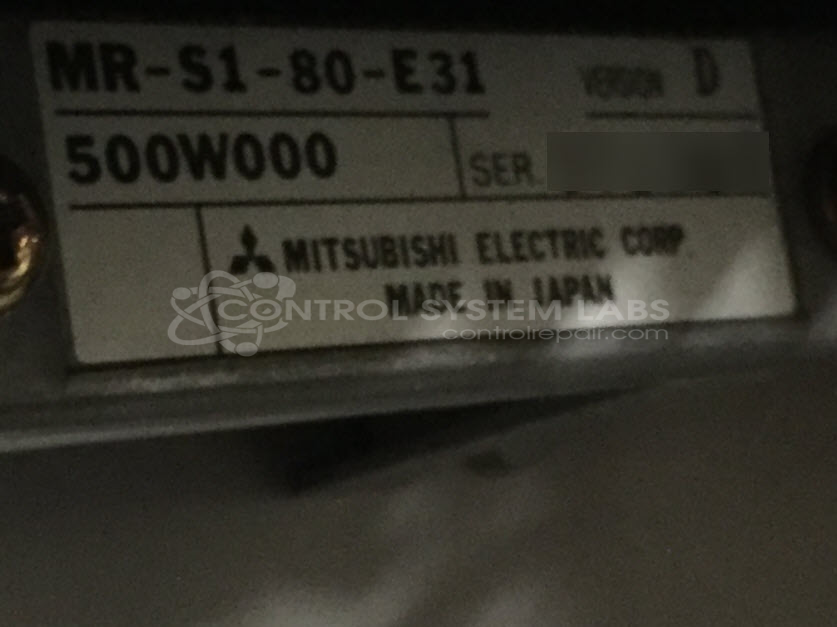 MR-S1-80-E31 VERSION D
500W000 SER.
MITSUBISHI ELECTRIC CORP.
MADE IN JAPAN
CONTROL SYSTEM LABS
controlrepair.com